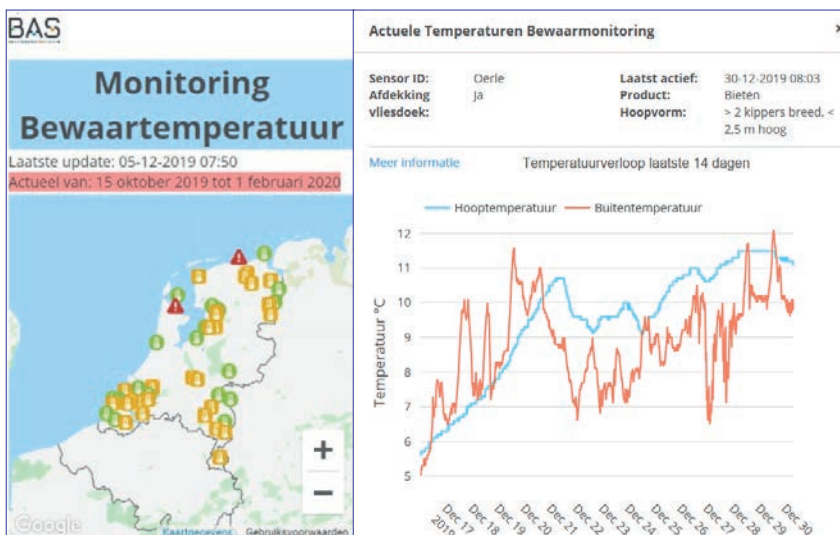 BAS
Monitoring
Bewaartemperatuur
Laatste update: 05-12-2019 07:50
Actueel van: 15 oktober 2019 tot 1 februari 2020
+
−
Google
Kaartgegevens Gebruiksvoorwaarden
Actuele Temperaturen Bewaarmonitoring
Sensor ID: Oerle Laatst actief: 30-12-2019 08:03
Afdekking Ja Product: Bieten
vliesdoek: Hoopvorm: > 2 kippers breed, <
2,5 m hoog
Meer informatie Temperatuurverloop laatste 14 dagen
Hooptemperatuur Buitentemperatuur
Temperatuur °C
12
11
10
9
8
7
6
5
2019 Dec 17 Dec 18 Dec 19 Dec 20 Dec 21 Dec 22 Dec 23 Dec 24 Dec 25 Dec 26 Dec 27 Dec 28 Dec 29 Dec 30